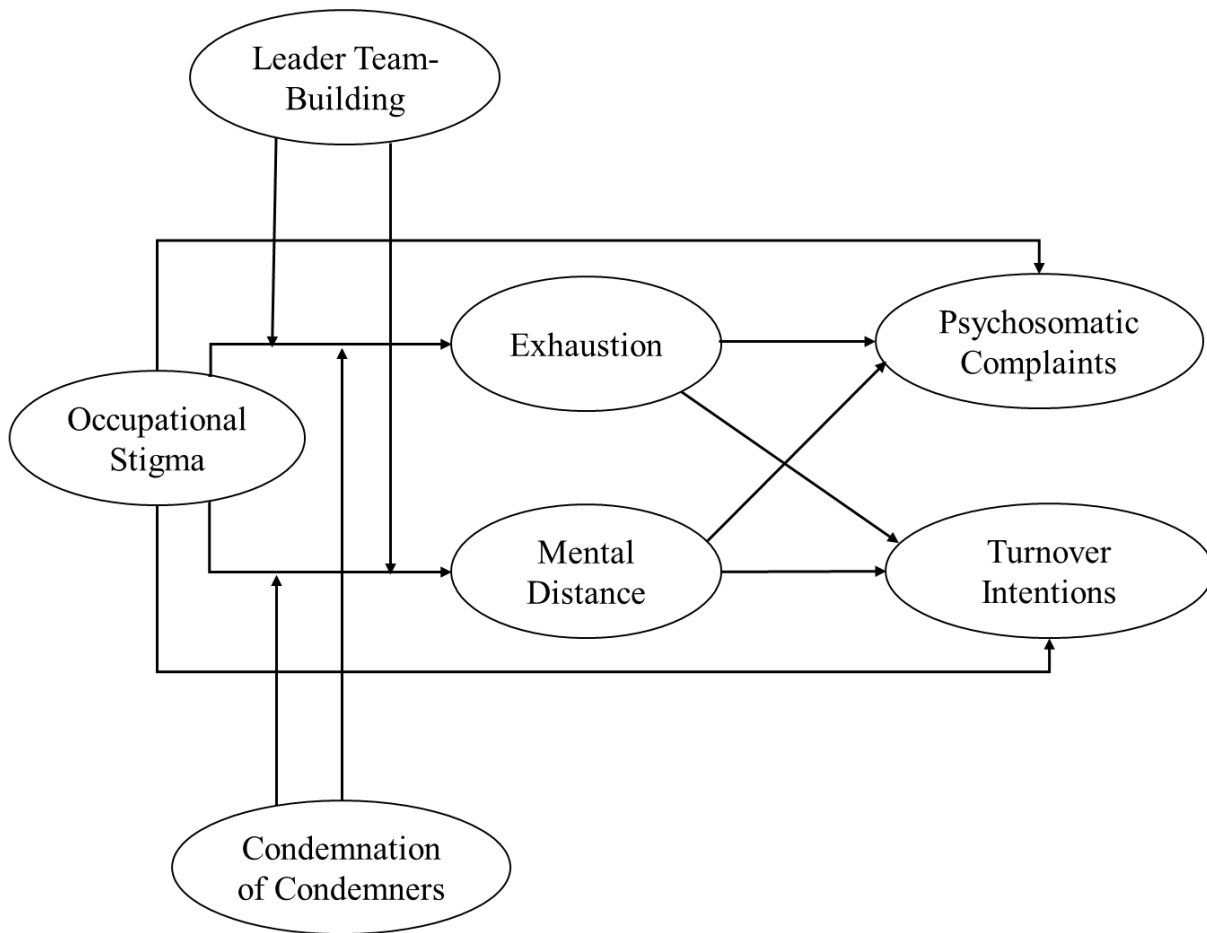 Leader Team-
Building
Exhaustion
Psychosomatic
Complaints
Occupational
Stigma
Mental
Distance
Turnover
Intentions
Condemnation
of Condemners